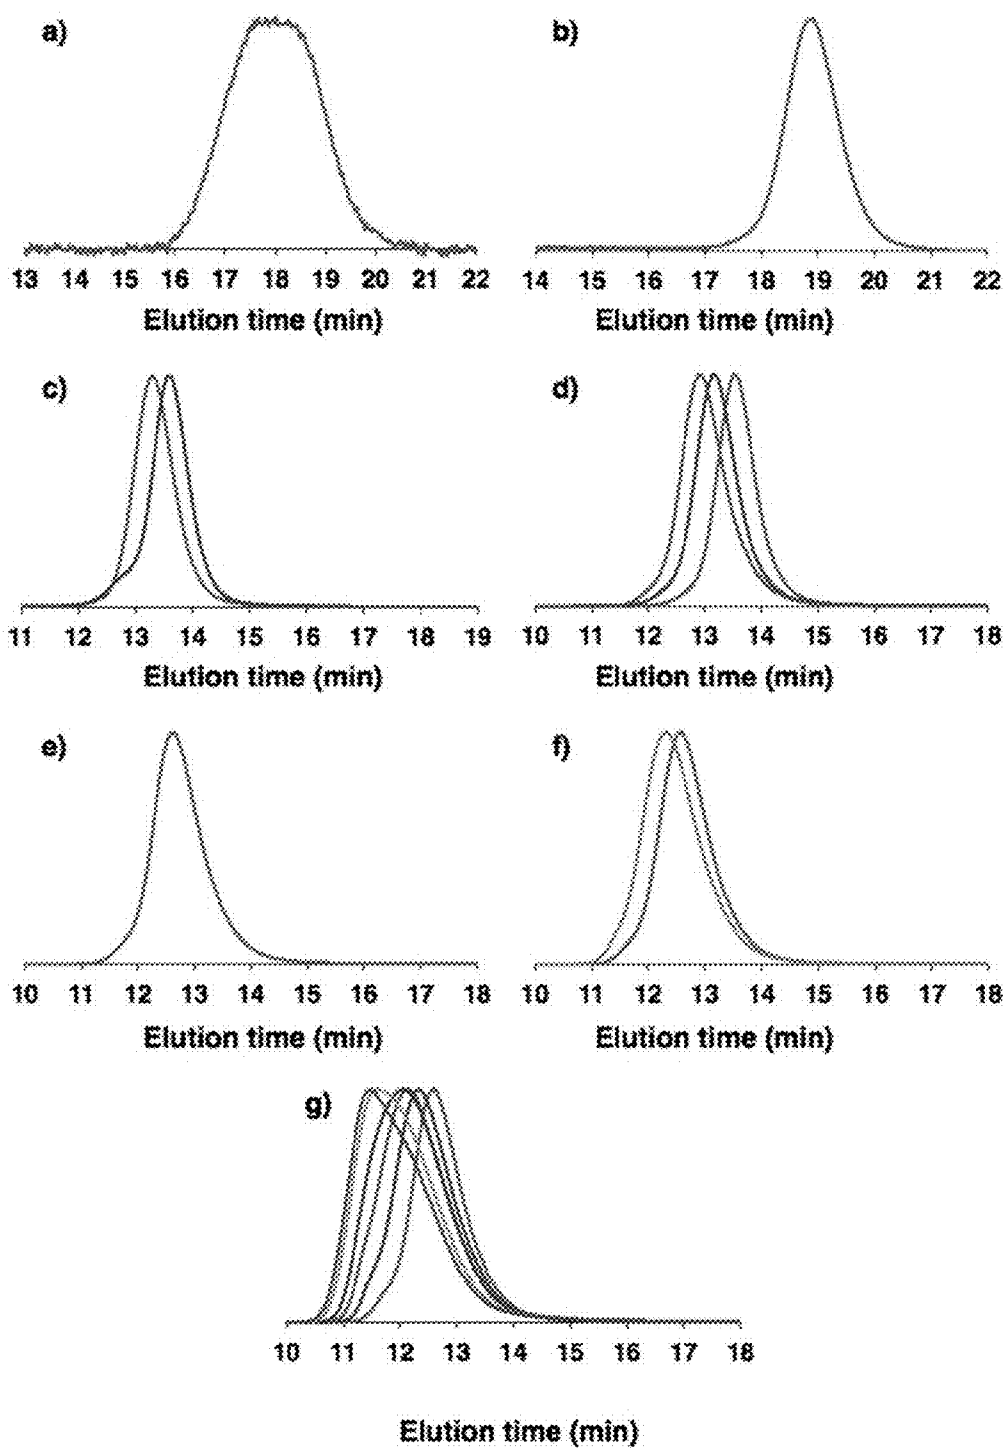 a)
b)
13 14 15 16 17 18 19 20 21 22
14 15 16 17 18 19 20 21 22
Elution time (min)
Elution time (min)
c)
d)
11 12 13 14 15 16 17 18 19
10 11 12 13 14 15 16 17 18
Elution time (min)
Elution time (min)
e)
f)
10 11 12 13 14 15 16 17 18
10 11 12 13 14 15 16 17 18
Elution time (min)
Elution time (min)
g)
10 11 12 13 14 15 16 17 18
Elution time (min)